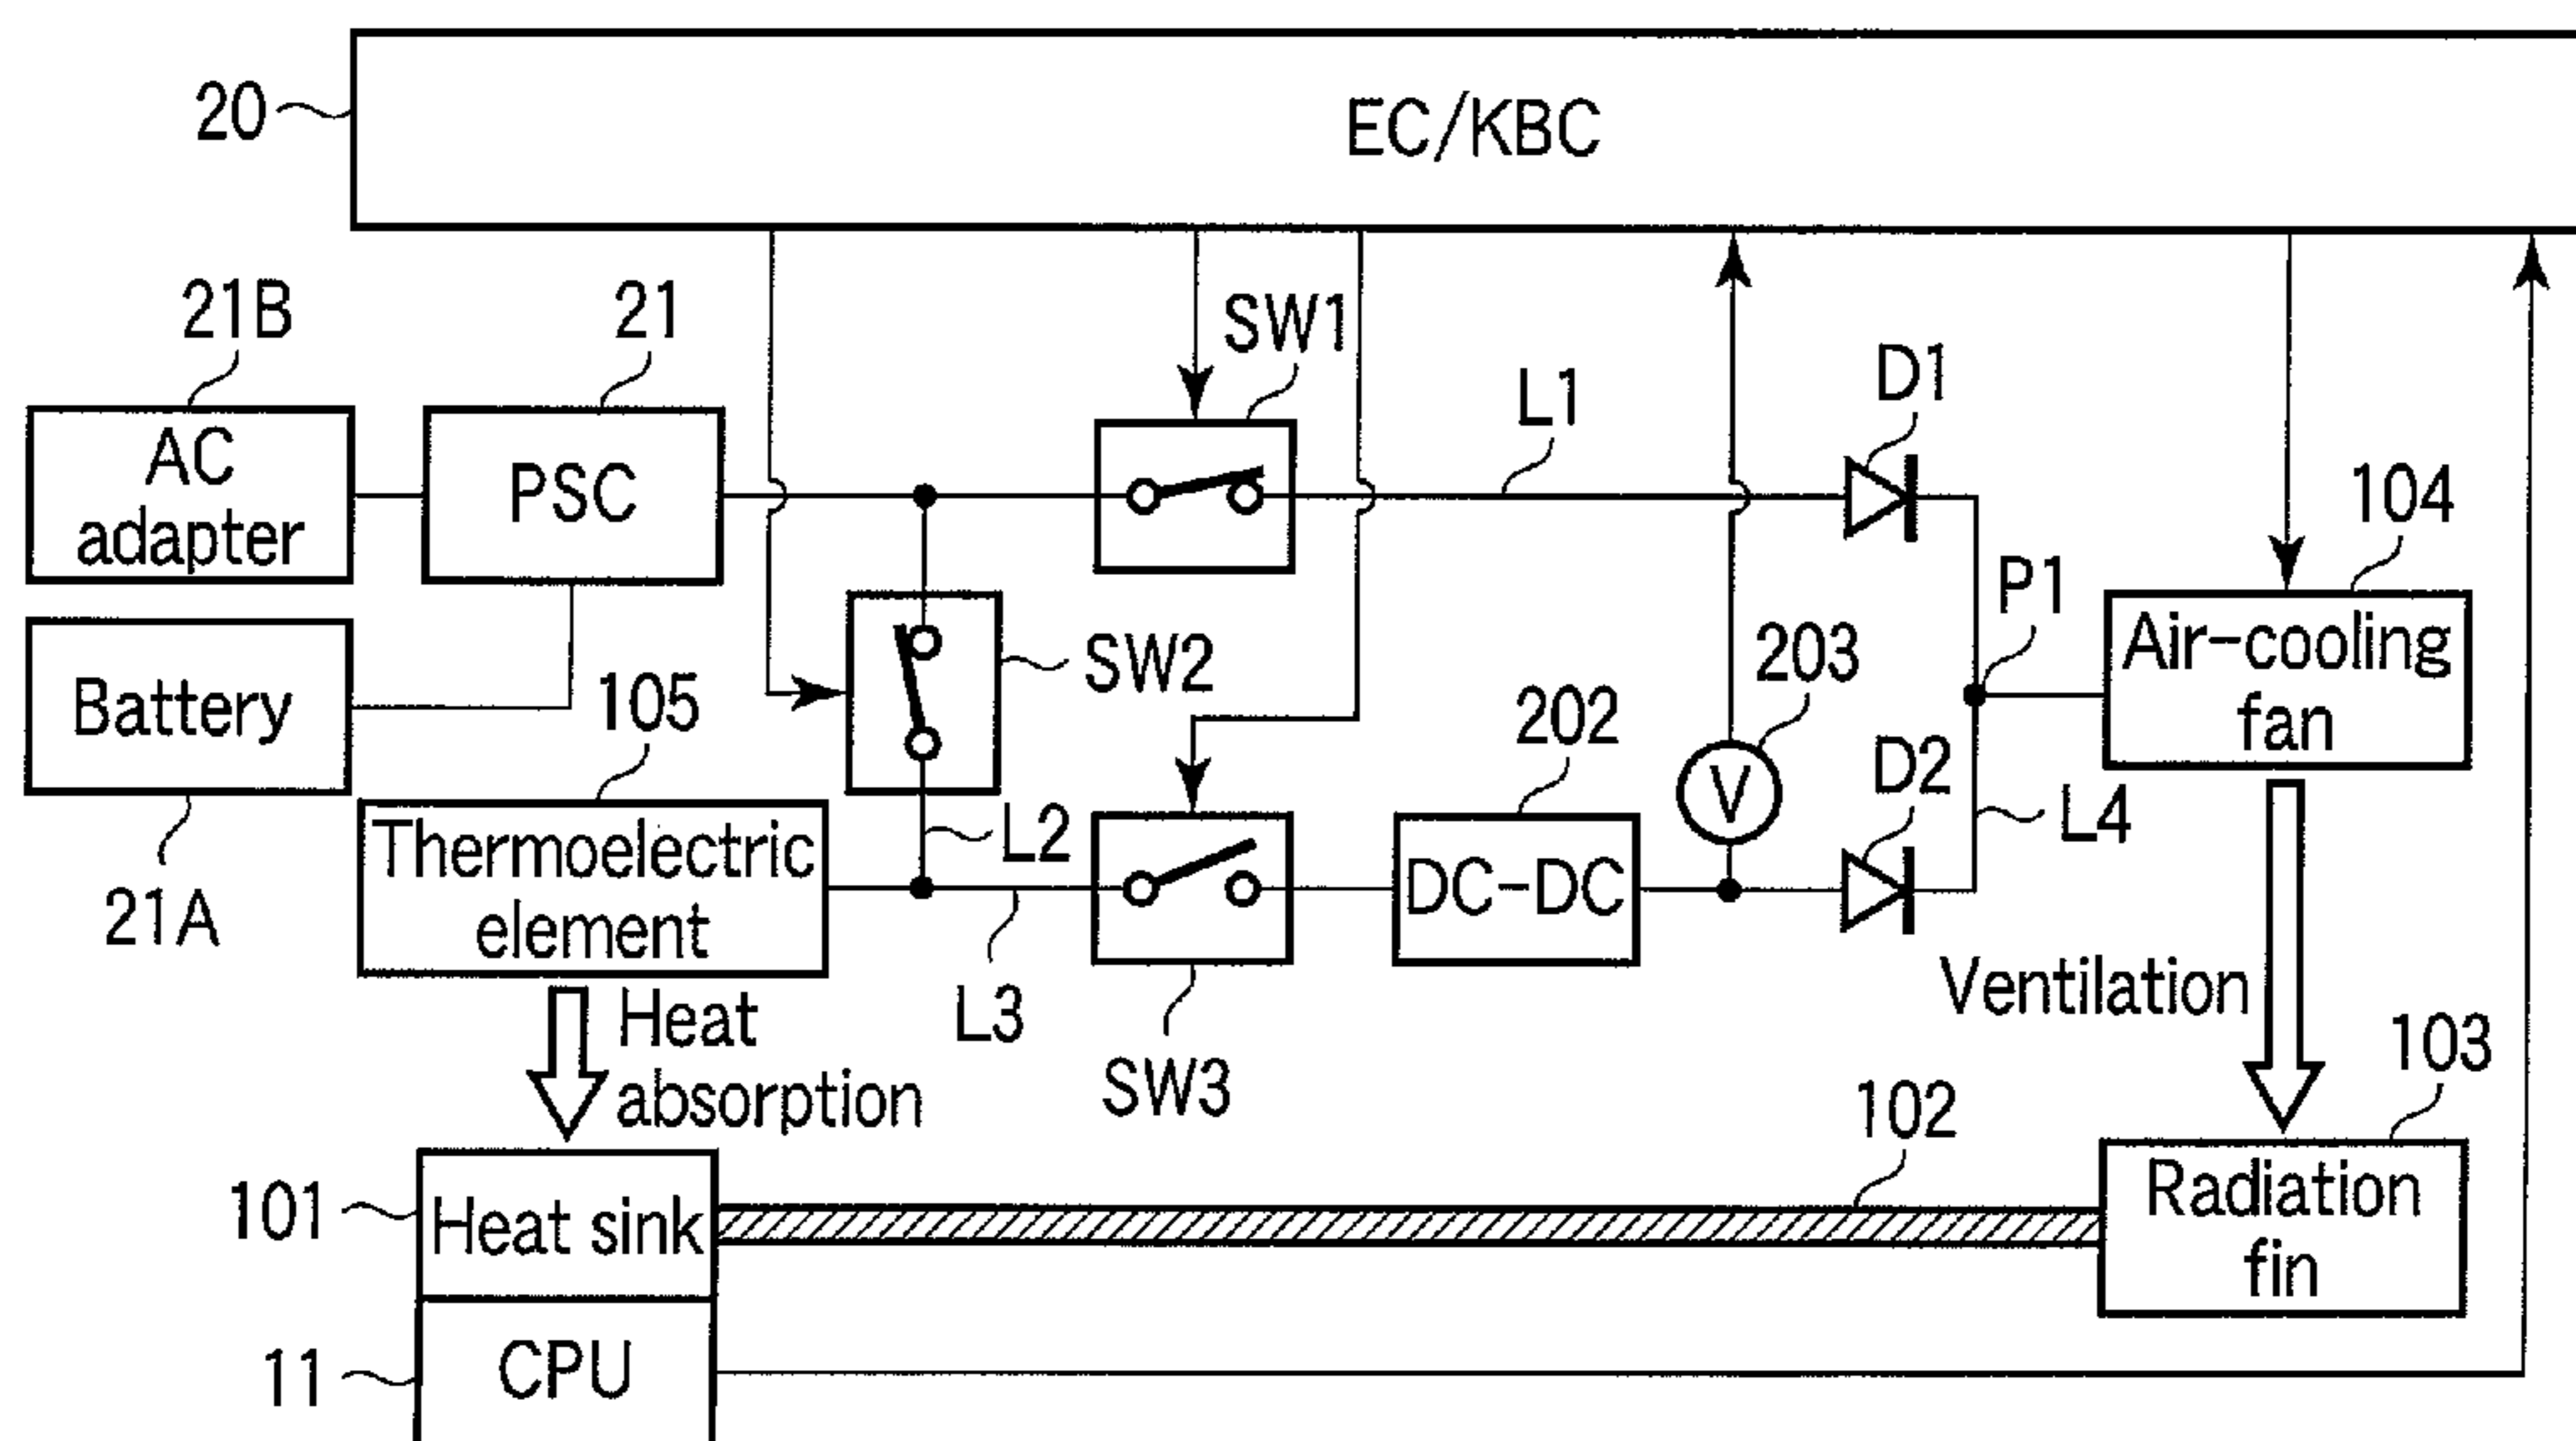 20
EC/KBC
21B
21
SW1
L1
D1
104
AC
adapter
PSC
P1
Air-cooling
fan
Battery
105
SW2
202
203
V
D2
L4
21A
Thermoelectric
element
L2
DC-DC
Heat
absorption
L3
SW3
Ventilation
103
102
101
Heat sink
Radiation
fin
11
CPU